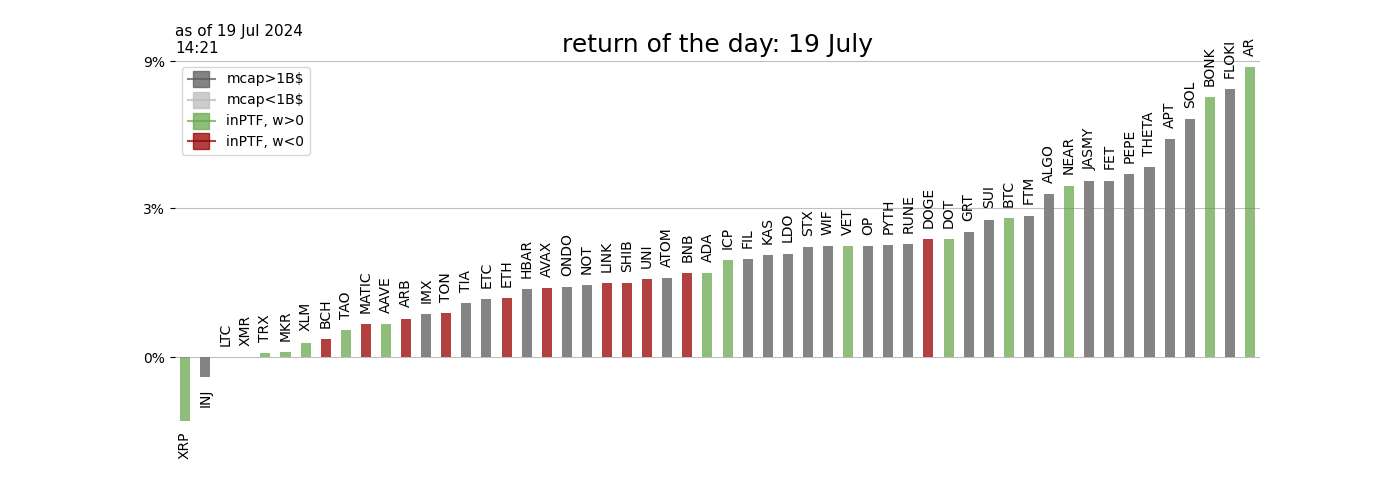 as of 19 Jul 2024
14:21
return of the day: 19 July
9%
3%
0%
mcap>1B$
mcap<1B$
inPTF, w>0
inPTF, w<0
XRP
INJ
LTC
XMR
TRX
MKR
XLM
BCH
TAO
MATIC
AAVE
ARB
IMX
TON
TIA
ETC
ETH
HBAR
AVAX
ONDO
NOT
LINK
SHIB
UNI
ATOM
BNB
ADA
ICP
FIL
KAS
LDO
STX
WIF
VET
OP
PYTH
RUNE
DOGE
DOT
GRT
SUI
BTC
FTM
ALGO
NEAR
JASMY
FET
PEPE
THETA
APT
SOL
BONK
FLOKI
AR